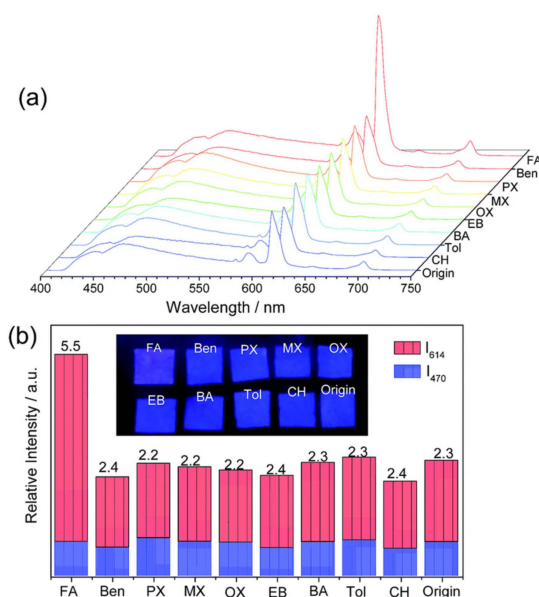 (a)
FA
Ben
PX
MX
OX
EB
BA
Tol
CH
Origin
400 450 500 550 600 650 700 750
Wavelength / nm
(b)
5.5
2.4
2.2
2.2
2.2
2.4
2.3
2.3
2.4
2.3
FA Ben PX MX OX
EB BA Tol CH Origin
I614
I470
Relative Intensity / a.u.
FA Ben PX MX OX EB BA Tol CH Origin